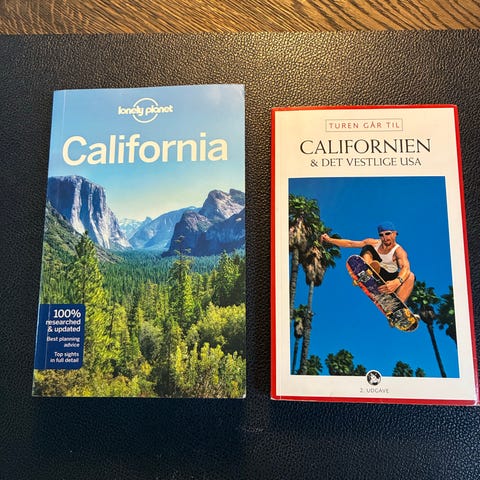 lonely planet
California
100%
researched
& updated
Best planning
advice
Top sights
in full detail
TUREN GÅR TIL
CALIFORNIEN
& DET VESTLIGE USA
2. UDGAVE